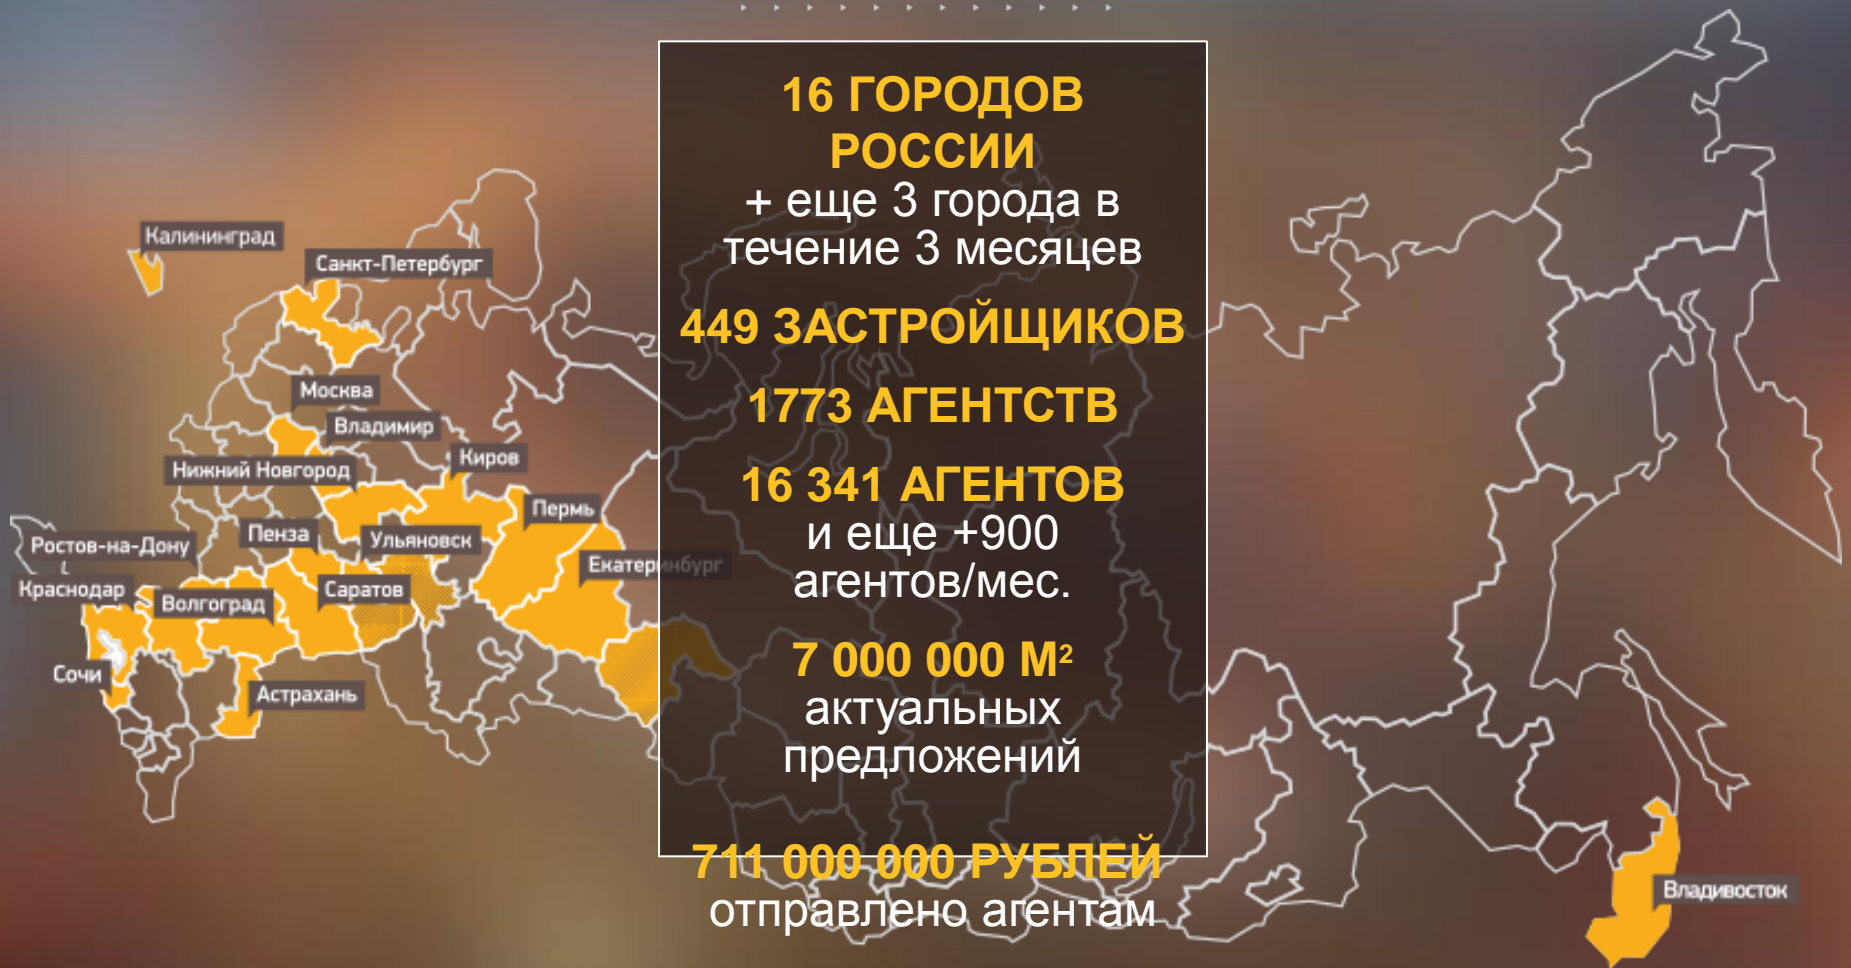 16 ГОРОДОВ
РОССИИ
+ еще 3 города в
течение 3 месяцев
449 ЗАСТРОЙЩИКОВ
1773 АГЕНТСТВ
16 341 АГЕНТОВ
и еще +900
агентов/мес.
7 000 000 М²
актуальных
предложений
711 000 000 РУБЛЕЙ
отправлено агентам
Калининград
Санкт-Петербург
Москва
Владимир
Киров
Нижний Новгород
Пермь
Пенза
Ульяновск
Ростов-на-Дону
Екатеринбург
Краснодар
Волгоград
Саратов
Сочи
Астрахань
Владивосток